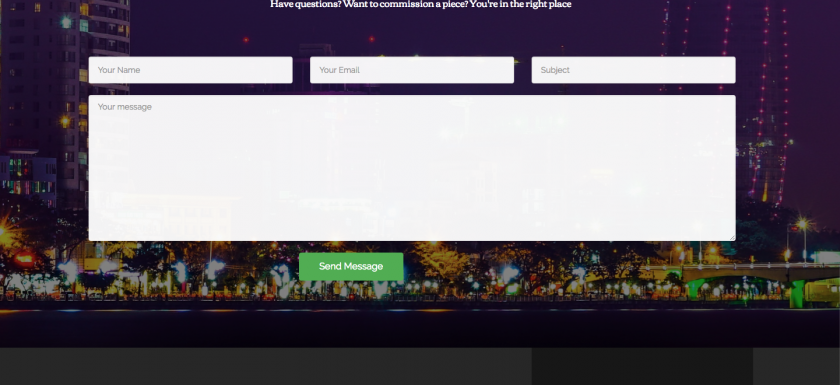 Have questions? Want to commission a piece? You're in the right place
Your Name
Your Email
Subject
Your message
Send Message